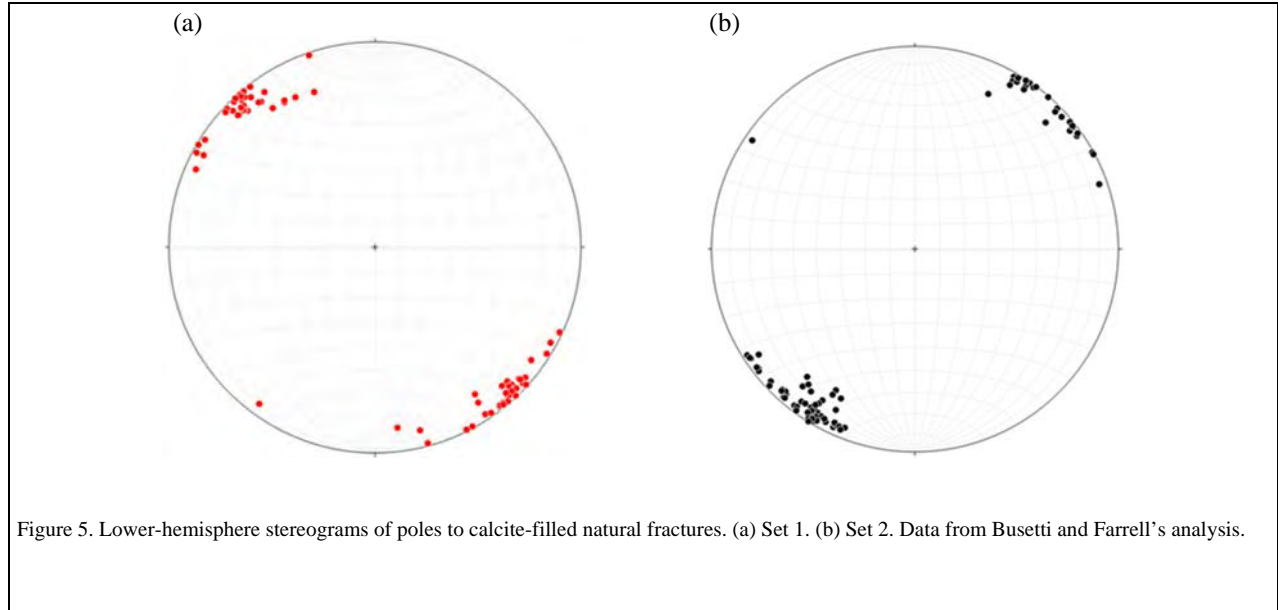 (a) (b)
Figure 5. Lower-hemisphere stereograms of poles to calcite-filled natural fractures. (a) Set 1. (b) Set 2. Data from Busetti and Farrell’s analysis.